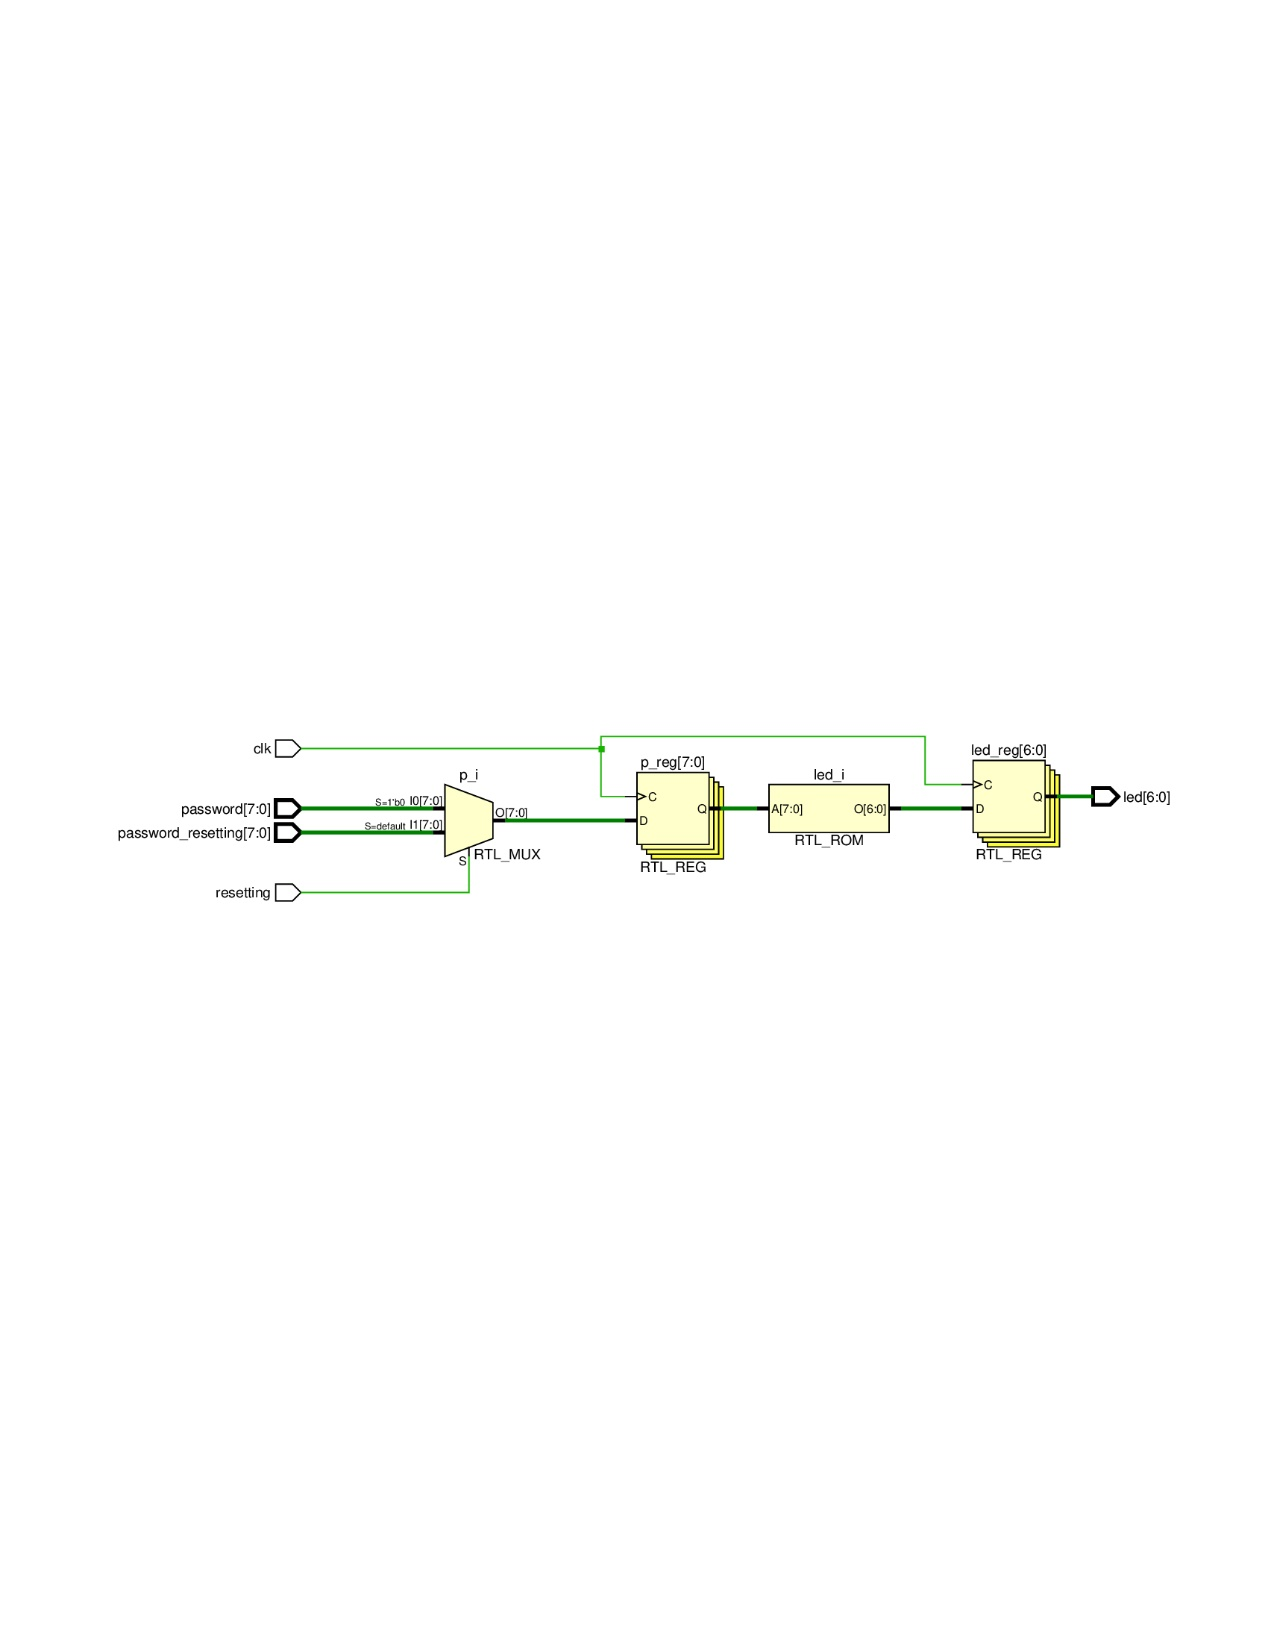 clk
password[7:0]
password_resetting[7:0]
resetting
p_i
S=1'b0 I0[7:0]
S=default I1[7:0]
O[7:0]
S
RTL_MUX
p_reg[7:0]
C
D
Q
RTL_REG
led_i
A[7:0] O[6:0]
RTL_ROM
led_reg[6:0]
C
D
Q
RTL_REG
led[6:0]